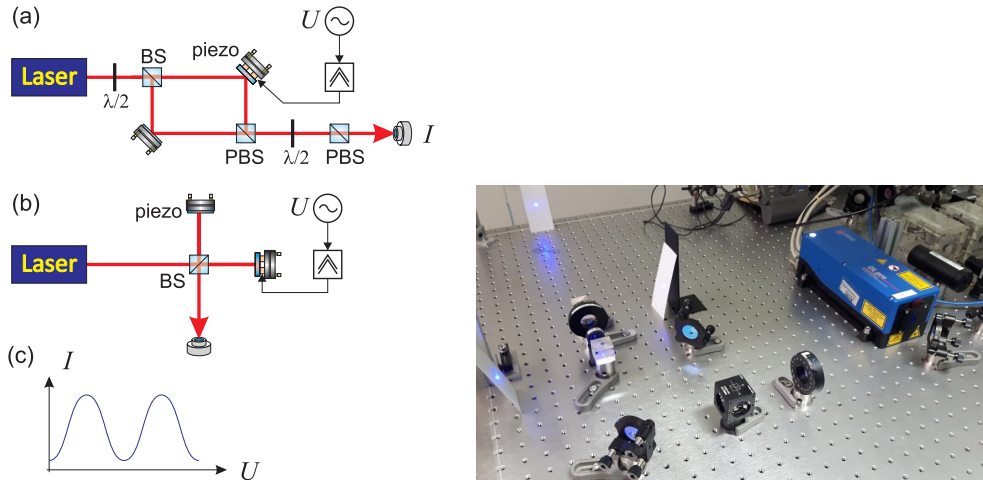 (a)
U
BS
piezo
Laser
λ/2
I
PBS
λ/2
PBS
(b)
piezo
U
Laser
BS
(c)
I
U